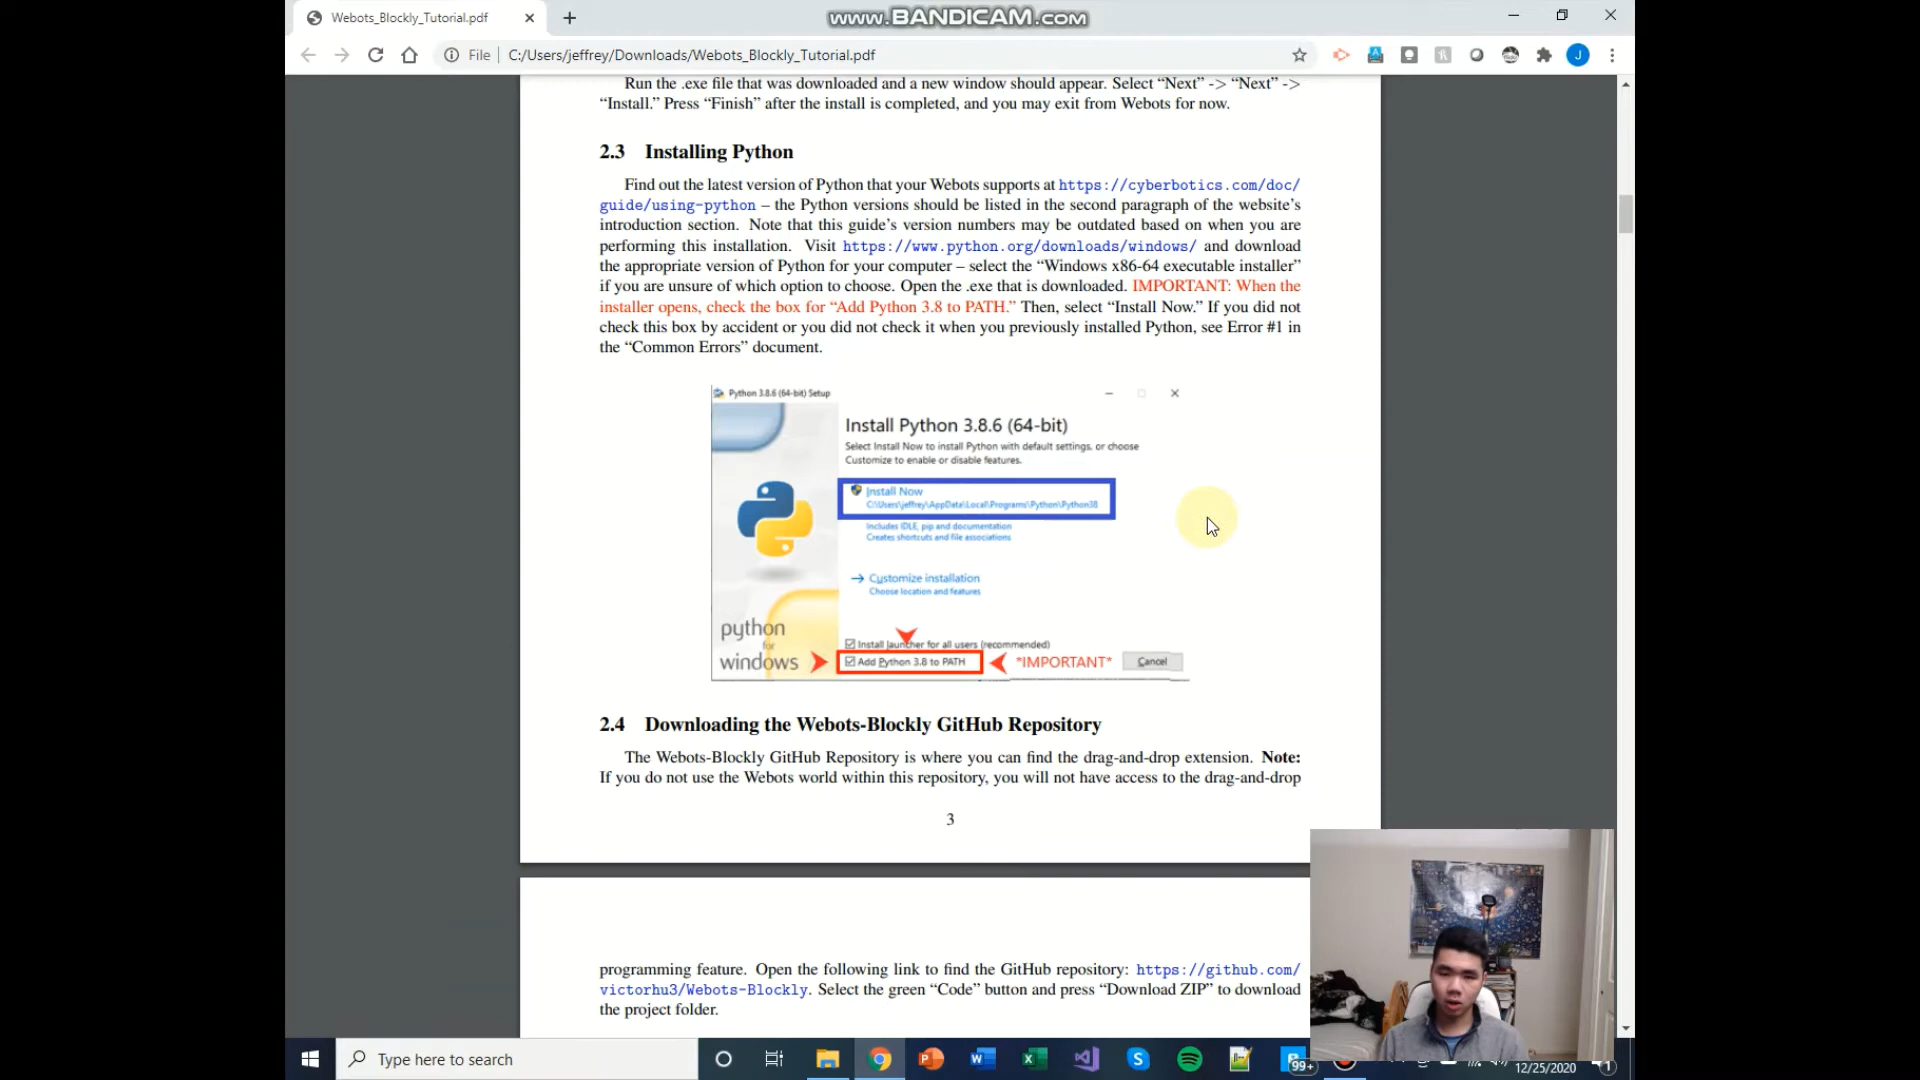 Webots_Blockly_Tutorial.pdf
www.BANDICAM.com
File
C:/Users/jeffrey/Downloads/Webots_Blockly_Tutorial.pdf
J
Run the .exe file that was downloaded and a new window should appear. Select “Next” -> “Next” ->
“Install.” Press “Finish” after the install is completed, and you may exit from Webots for now.
2.3 Installing Python
Find out the latest version of Python that your Webots supports at https://cyberbotics.com/doc/
guide/using-python – the Python versions should be listed in the second paragraph of the website’s
introduction section. Note that this guide’s version numbers may be outdated based on when you are
performing this installation. Visit https://www.python.org/downloads/windows/ and download
the appropriate version of Python for your computer – select the “Windows x86-64 executable installer”
if you are unsure of which option to choose. Open the .exe that is downloaded. IMPORTANT: When the
installer opens, check the box for “Add Python 3.8 to PATH.” Then, select “Install Now.” If you did not
check this box by accident or you did not check it when you previously installed Python, see Error #1 in
the “Common Errors” document.
Python 3.8.6 (64-bit) Setup
Install Python 3.8.6 (64-bit)
Select Install Now to install Python with default settings, or choose
Customize to enable or disable features.
Install Now
C:\Users\jeffrey\AppData\Local\Programs\Python\Python38
Includes IDLE, pip and documentation
Creates shortcuts and file associations
Customize installation
Choose location and features
python
for
windows
Install launcher for all users (recommended)
Add Python 3.8 to PATH
*IMPORTANT*
Cancel
2.4 Downloading the Webots-Blockly GitHub Repository
The Webots-Blockly GitHub Repository is where you can find the drag-and-drop extension. Note:
If you do not use the Webots world within this repository, you will not have access to the drag-and-drop
3
programming feature. Open the following link to find the GitHub repository: https://github.com/
victorhu3/Webots-Blockly. Select the green “Code” button and press “Download ZIP” to download
the project folder.
Type here to search
99+
12/25/2020
1